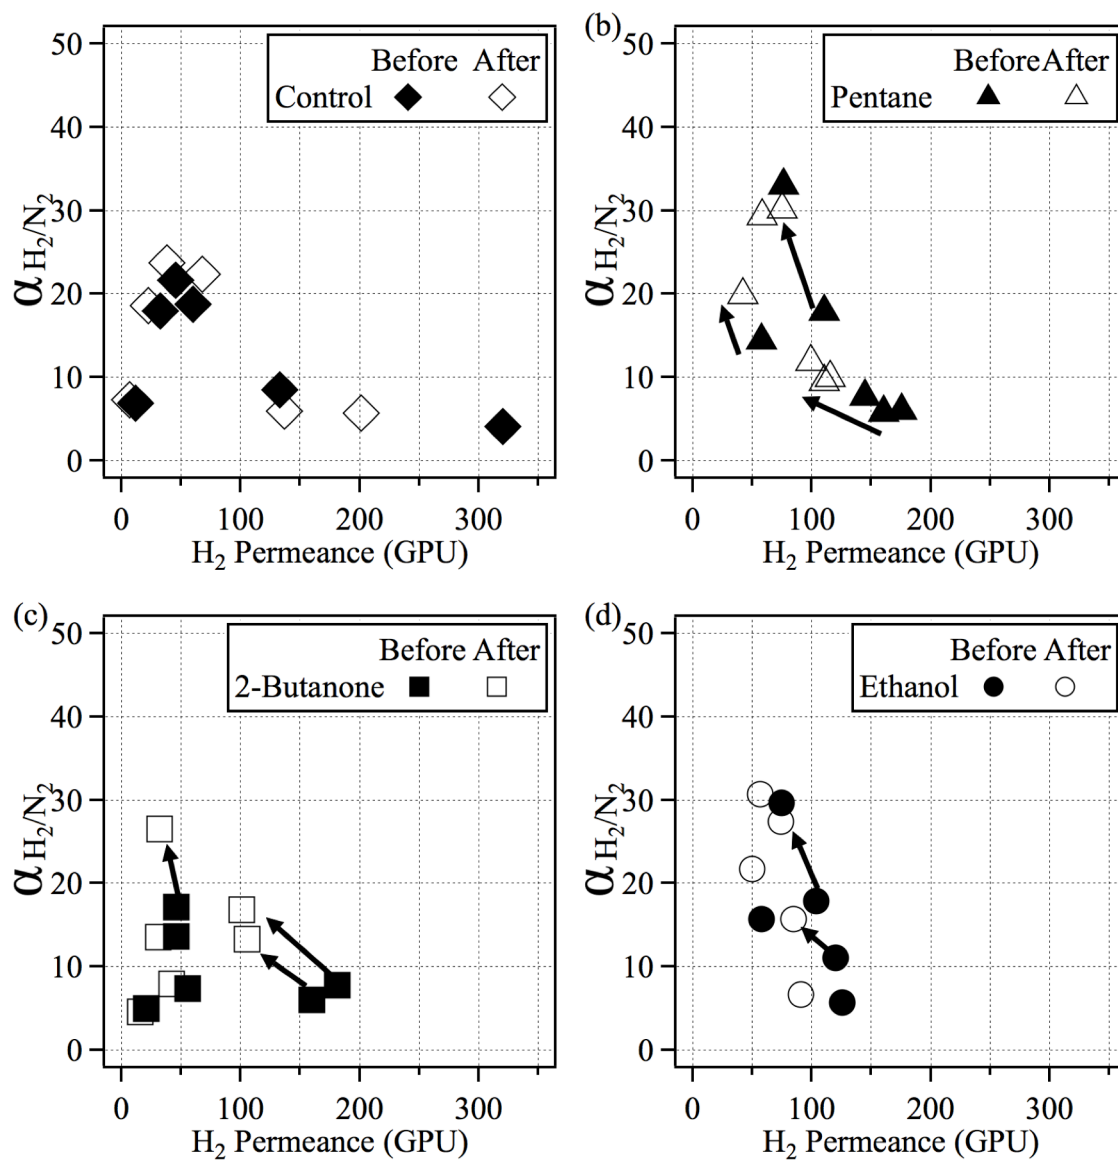 50
40
30
20
10
0
α H₂/N₂
Before After
Control
0 100 200 300
H₂ Permeance (GPU)
(b)
50
40
30
20
10
0
α H₂/N₂
BeforeAfter
Pentane
0 100 200 300
H₂ Permeance (GPU)
(c)
50
40
30
20
10
0
α H₂/N₂
Before After
2-Butanone
0 100 200 300
H₂ Permeance (GPU)
(d)
50
40
30
20
10
0
α H₂/N₂
Before After
Ethanol
0 100 200 300
H₂ Permeance (GPU)